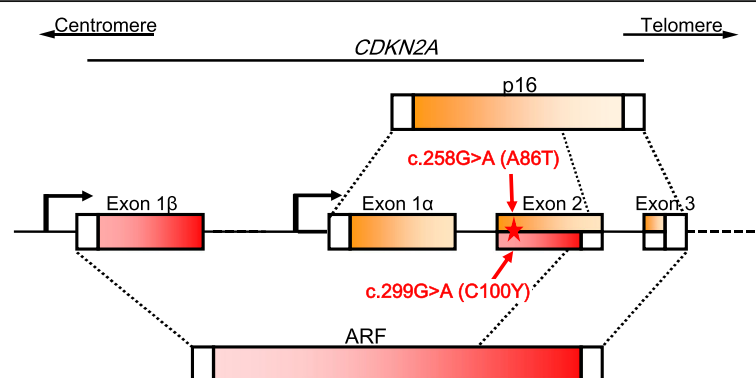 Centromere
Telomere
CDKN2A
p16
c.258G>A (A86T)
Exon 1β
Exon 1α
Exon 2
Exon 3
c.299G>A (C100Y)
ARF